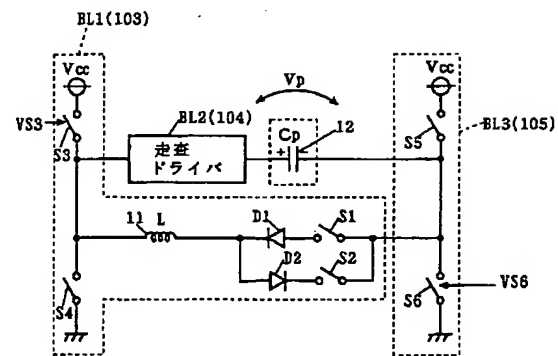 BL1(103)
Vcc
VS3
S3
BL2(104)
走査
ドライバ
Vp
Cp
+
−
12
Vcc
S5
BL3(105)
11 L
D1
S1
D2
S2
S4
S6
VS6